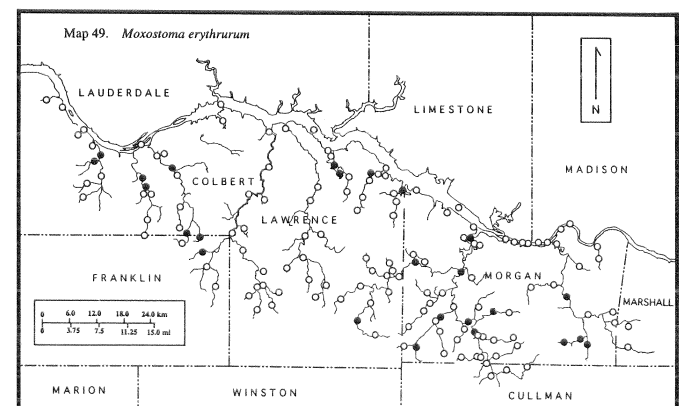 Map 49. Moxostoma erythrurum
LAUDERDALE
LIMESTONE
N
MADISON
COLBERT
LAWRENCE
FRANKLIN
MORGAN
MARSHALL
0 6.0 12.0 18.0 24.0 km
0 3.75 7.5 11.25 15.0 mi
MARION
WINSTON
CULLMAN